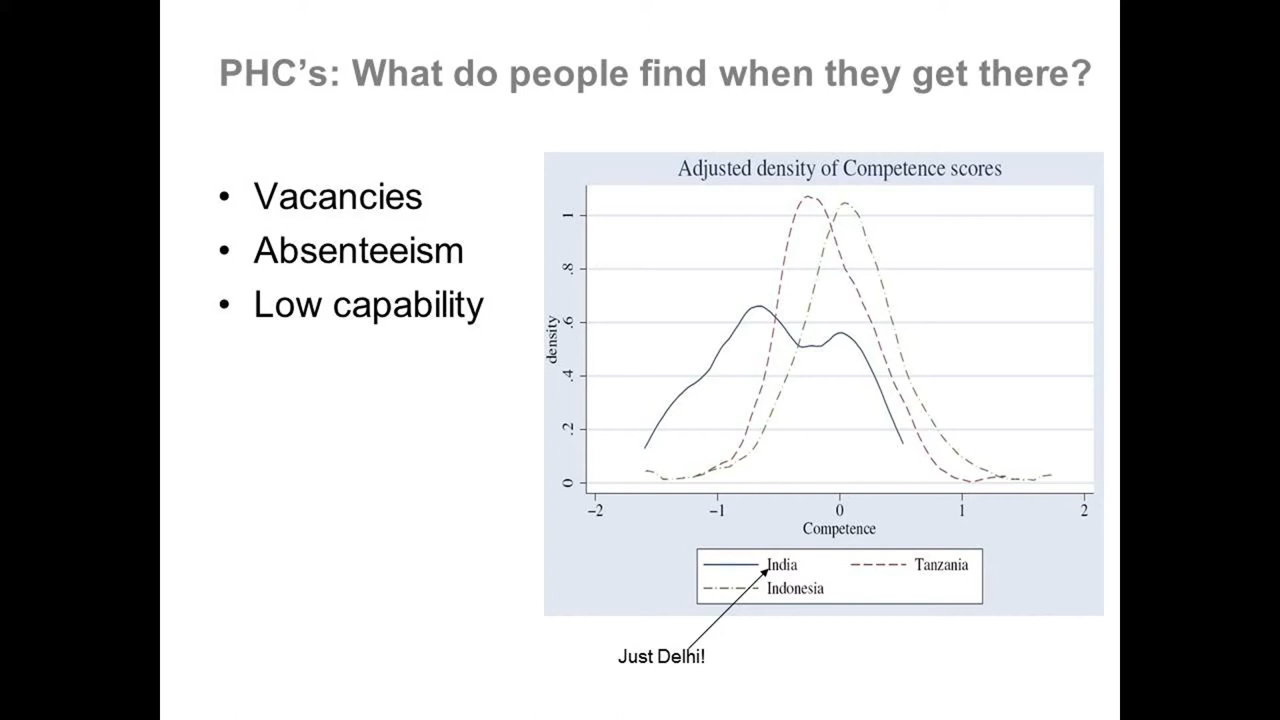 PHC's: What do people find when they get there?
• Vacancies
• Absenteeism
• Low capability
Adjusted density of Competence scores
density
1
.8
.6
.4
.2
0
−2 −1 0 1 2
Competence
India Tanzania
Indonesia
Just Delhi!